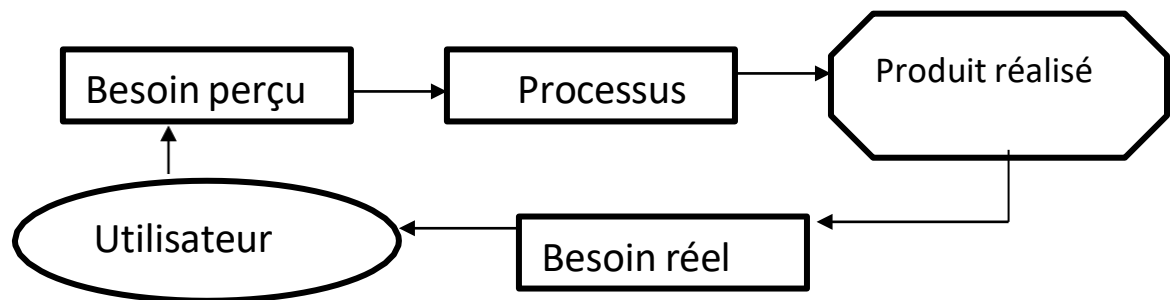 Besoin perçu
Processus
Produit réalisé
Utilisateur
Besoin réel